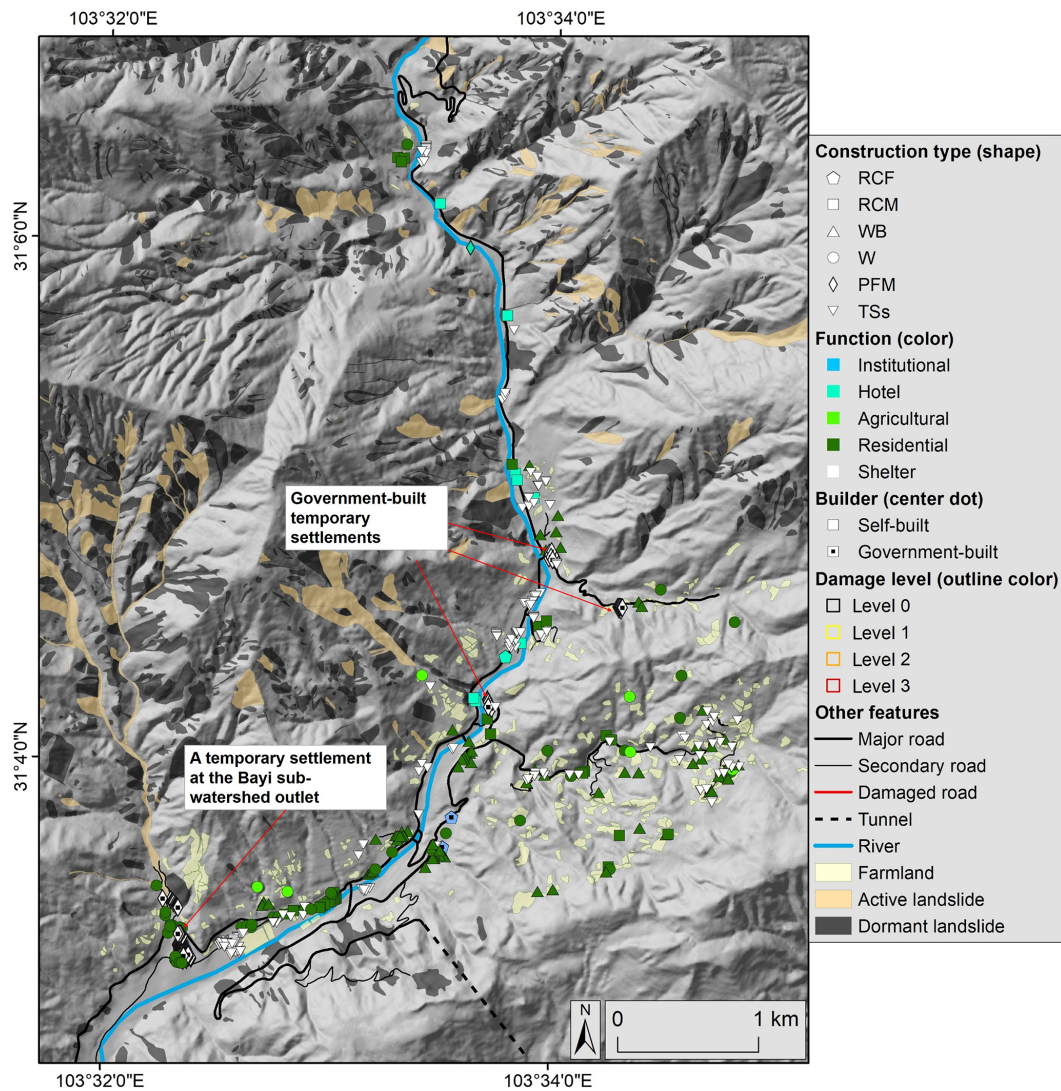 103°32'0"E
103°34'0"E
31°6'0"N
31°4'0"N
Government-built
temporary
settlements
A temporary settlement
at the Bayi sub-
watershed outlet
N
0
1 km
103°32'0"E
103°34'0"E
Construction type (shape)
RCF
RCM
WB
W
PFM
TSs
Function (color)
Institutional
Hotel
Agricultural
Residential
Shelter
Builder (center dot)
Self-built
Government-built
Damage level (outline color)
Level 0
Level 1
Level 2
Level 3
Other features
Major road
Secondary road
Damaged road
Tunnel
River
Farmland
Active landslide
Dormant landslide